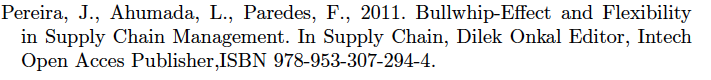 Pereira, J., Ahumada, L., Paredes, F., 2011. Bullwhip-Effect and Flexibility
in Supply Chain Management. In Supply Chain, Dilek Onkal Editor, Intech
Open Acces Publisher,ISBN 978-953-307-294-4.